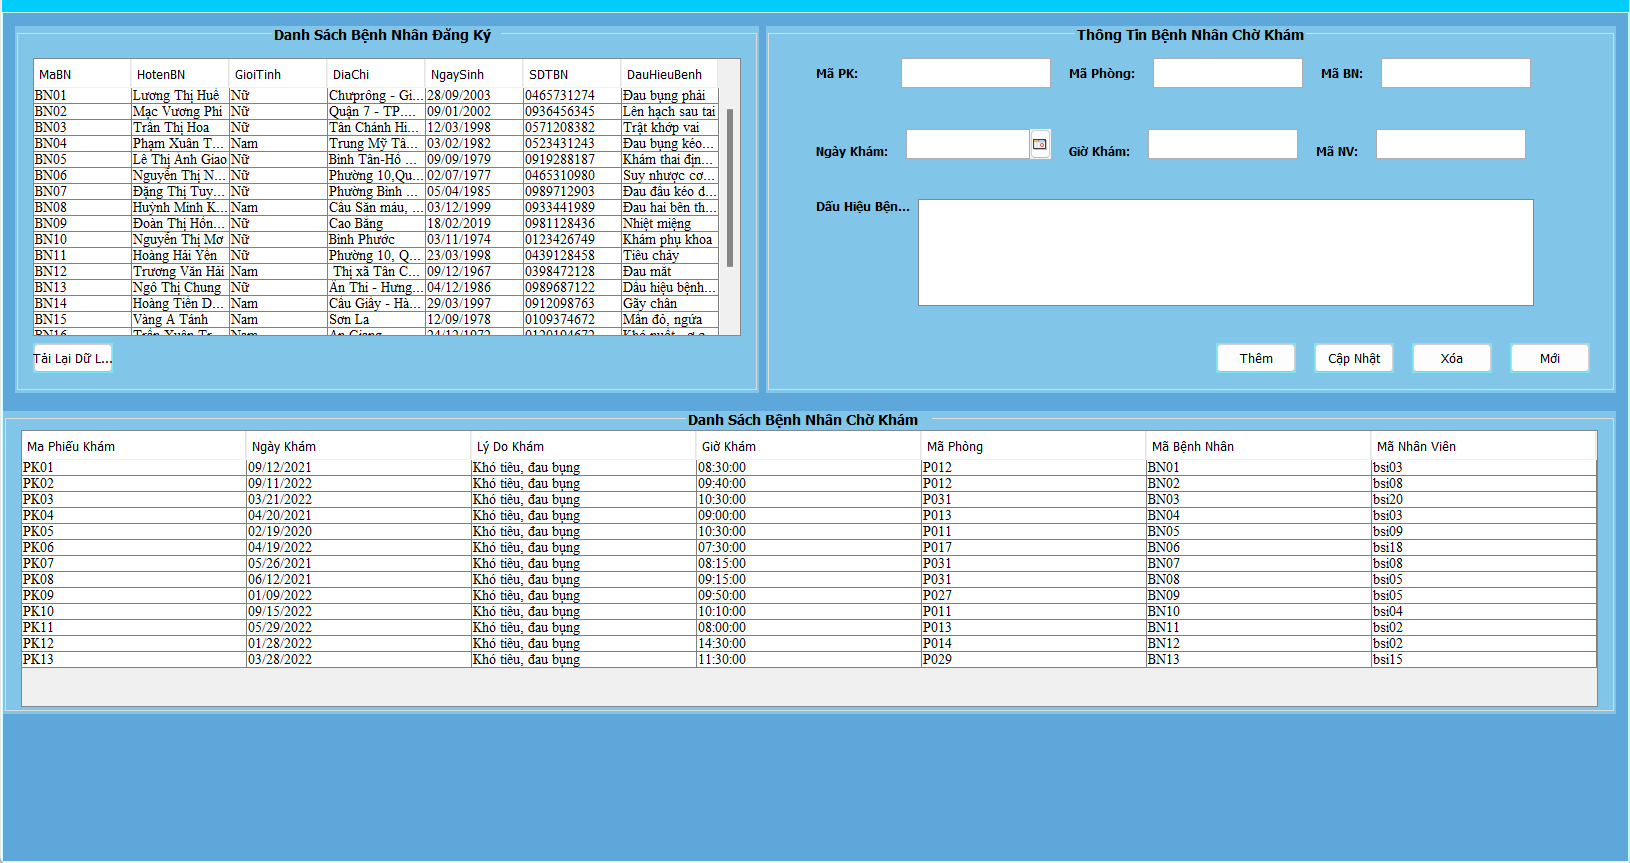 Danh Sách Bệnh Nhân Đăng Ký
MaBN HotenBN GioiTinh DiaChi NgaySinh SDTBN DauHieuBenh
BN01 Lương Thị Huê Nữ Chưprông - Gi... 28/09/2003 0465731274 Đau bụng phải
BN02 Mạc Vương Phi Nữ Quận 7 - TP.... 09/01/2002 0936456345 Lên hạch sau tai
BN03 Trần Thị Hoa Nữ Tân Chánh Hi... 12/03/1998 0571208382 Trật khớp vai
BN04 Phạm Xuân T... Nam Trung Mỹ Tâ... 03/02/1982 0523431243 Đau bụng kéo...
BN05 Lê Thị Anh Giao Nữ Bình Tân-Hồ ... 09/09/1979 0919288187 Khám thai địn...
BN06 Nguyễn Thị N... Nữ Phường 10,Qu... 02/07/1977 0465310980 Suy nhược cơ...
BN07 Đặng Thị Tuy... Nữ Phường Bình ... 05/04/1985 0989712903 Đau đầu kéo d...
BN08 Huỳnh Minh K... Nam Cầu Săn máu, ... 03/12/1999 0933441989 Đau hai bên th...
BN09 Đoàn Thị Hồn... Nữ Cao Bằng 18/02/2019 0981128436 Nhiệt miệng
BN10 Nguyễn Thị Mơ Nữ Bình Phước 03/11/1974 0123426749 Khám phụ khoa
BN11 Hoàng Hải Yến Nữ Phường 10, Q... 23/03/1998 0439128458 Tiêu chảy
BN12 Trương Văn Hải Nam Thị xã Tân C... 09/12/1967 0398472128 Đau mắt
BN13 Ngô Thị Chung Nữ Ân Thi - Hưng... 04/12/1986 0989687122 Dấu hiệu bệnh...
BN14 Hoàng Tiến D... Nam Cầu Giấy - Hà... 29/03/1997 0912098763 Gãy chân
BN15 Vàng A Tánh Nam Sơn La 12/09/1978 0109374672 Mẩn đỏ, ngứa
BN16 Trần Xuân Tr... Nam An Giang 24/12/1972 0120194672
Tải Lại Dữ L...
Thông Tin Bệnh Nhân Chờ Khám
Mã PK: Mã Phòng: Mã BN:
Ngày Khám: Giờ Khám: Mã NV:
Dấu Hiệu Bện...
Thêm Cập Nhật Xóa Mới
Danh Sách Bệnh Nhân Chờ Khám
Ma Phiếu Khám Ngày Khám Lý Do Khám Giờ Khám Mã Phòng Mã Bệnh Nhân Mã Nhân Viên
PK01 09/12/2021 Khó tiêu, đau bụng 08:30:00 P012 BN01 bsi03
PK02 09/11/2022 Khó tiêu, đau bụng 09:40:00 P012 BN02 bsi08
PK03 03/21/2022 Khó tiêu, đau bụng 10:30:00 P031 BN03 bsi20
PK04 04/20/2021 Khó tiêu, đau bụng 09:00:00 P013 BN04 bsi03
PK05 02/19/2020 Khó tiêu, đau bụng 10:30:00 P011 BN05 bsi09
PK06 04/19/2022 Khó tiêu, đau bụng 07:30:00 P017 BN06 bsi18
PK07 05/26/2021 Khó tiêu, đau bụng 08:15:00 P031 BN07 bsi08
PK08 06/12/2021 Khó tiêu, đau bụng 09:15:00 P031 BN08 bsi05
PK09 01/09/2022 Khó tiêu, đau bụng 09:50:00 P027 BN09 bsi05
PK10 09/15/2022 Khó tiêu, đau bụng 10:10:00 P011 BN10 bsi04
PK11 05/29/2022 Khó tiêu, đau bụng 08:00:00 P013 BN11 bsi02
PK12 01/28/2022 Khó tiêu, đau bụng 14:30:00 P014 BN12 bsi02
PK13 03/28/2022 Khó tiêu, đau bụng 11:30:00 P029 BN13 bsi15